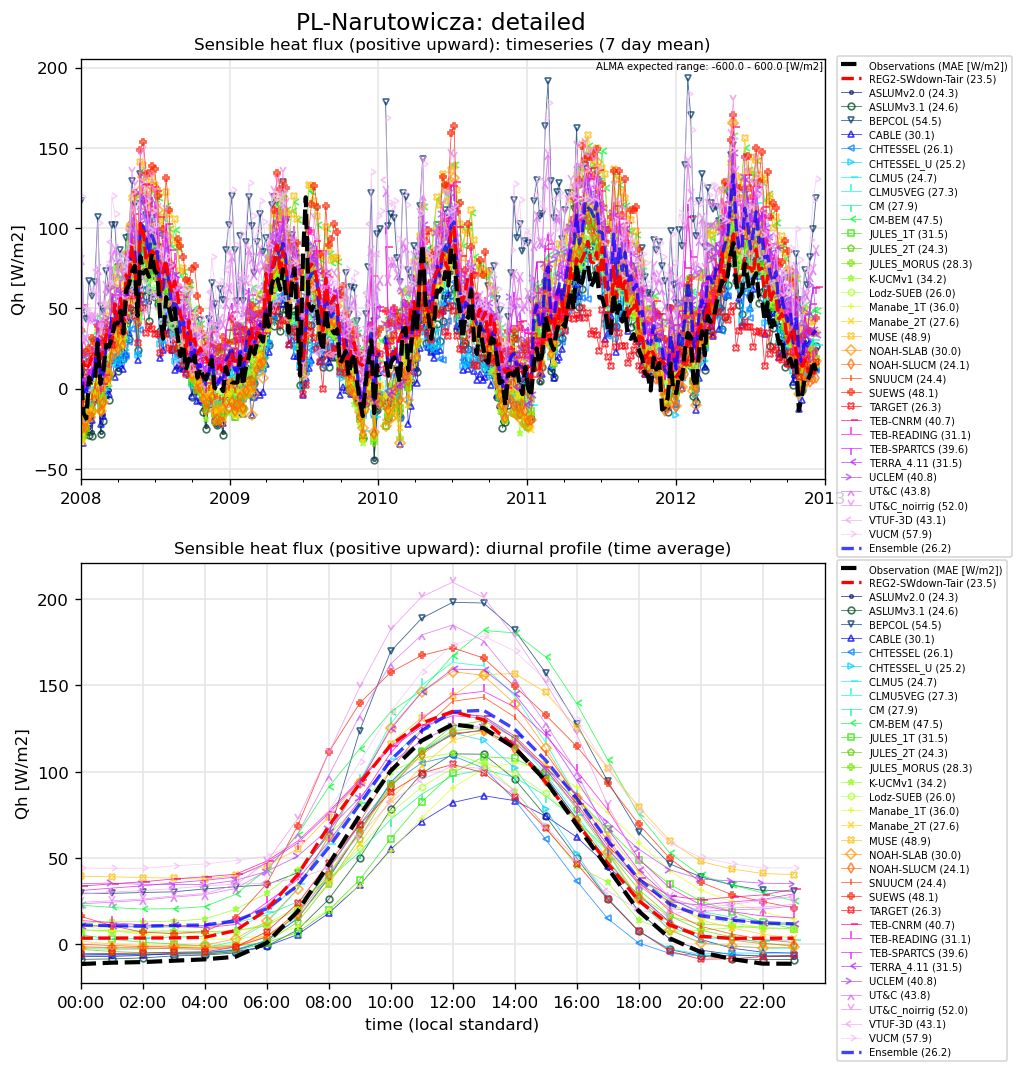 PL-Narutowicza: detailed
Sensible heat flux (positive upward): timeseries (7 day mean)
ALMA expected range: -600.0 - 600.0 [W/m2]
Qh [W/m2]
200
150
100
50
0
−50
2008
2009
2010
2011
2012
2013
Observations (MAE [W/m2])
REG2-SWdown-Tair (23.5)
ASLUMv2.0 (24.3)
ASLUMv3.1 (24.6)
BEPCOL (54.5)
CABLE (30.1)
CHTESSEL (26.1)
CHTESSEL_U (25.2)
CLMU5 (24.7)
CLMU5VEG (27.3)
CM (27.9)
CM-BEM (47.5)
JULES_1T (31.5)
JULES_2T (24.3)
JULES_MORUS (28.3)
K-UCMv1 (34.2)
Lodz-SUEB (26.0)
Manabe_1T (36.0)
Manabe_2T (27.6)
MUSE (48.9)
NOAH-SLAB (30.0)
NOAH-SLUCM (24.1)
SNUUCM (24.4)
SUEWS (48.1)
TARGET (26.3)
TEB-CNRM (40.7)
TEB-READING (31.1)
TEB-SPARTCS (39.6)
TERRA_4.11 (31.5)
UCLEM (40.8)
UT&C (43.8)
UT&C_noirrig (52.0)
VTUF-3D (43.1)
VUCM (57.9)
Ensemble (26.2)
Sensible heat flux (positive upward): diurnal profile (time average)
Qh [W/m2]
200
150
100
50
0
00:00
02:00
04:00
06:00
08:00
10:00
12:00
14:00
16:00
18:00
20:00
22:00
time (local standard)
Observation (MAE [W/m2])
REG2-SWdown-Tair (23.5)
ASLUMv2.0 (24.3)
ASLUMv3.1 (24.6)
BEPCOL (54.5)
CABLE (30.1)
CHTESSEL (26.1)
CHTESSEL_U (25.2)
CLMU5 (24.7)
CLMU5VEG (27.3)
CM (27.9)
CM-BEM (47.5)
JULES_1T (31.5)
JULES_2T (24.3)
JULES_MORUS (28.3)
K-UCMv1 (34.2)
Lodz-SUEB (26.0)
Manabe_1T (36.0)
Manabe_2T (27.6)
MUSE (48.9)
NOAH-SLAB (30.0)
NOAH-SLUCM (24.1)
SNUUCM (24.4)
SUEWS (48.1)
TARGET (26.3)
TEB-CNRM (40.7)
TEB-READING (31.1)
TEB-SPARTCS (39.6)
TERRA_4.11 (31.5)
UCLEM (40.8)
UT&C (43.8)
UT&C_noirrig (52.0)
VTUF-3D (43.1)
VUCM (57.9)
Ensemble (26.2)